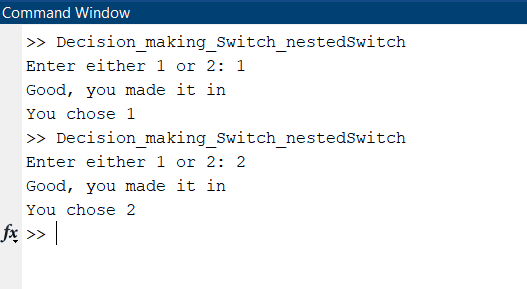 Command Window
>> Decision_making_Switch_nestedSwitch
Enter either 1 or 2: 1
Good, you made it in
You chose 1
>> Decision_making_Switch_nestedSwitch
Enter either 1 or 2: 2
Good, you made it in
You chose 2
fx >>